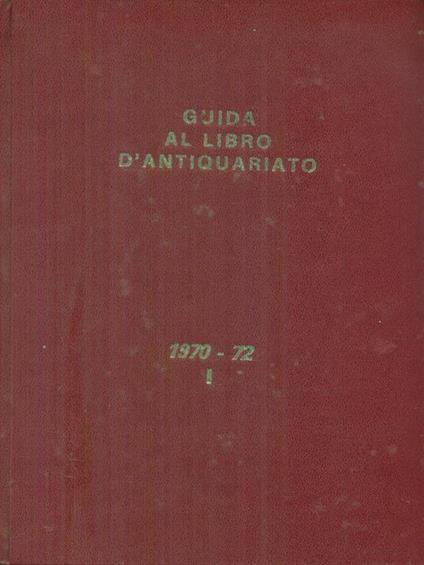 GUIDA
AL LIBRO
D'ANTIQUARIATO
1970 - 72
I